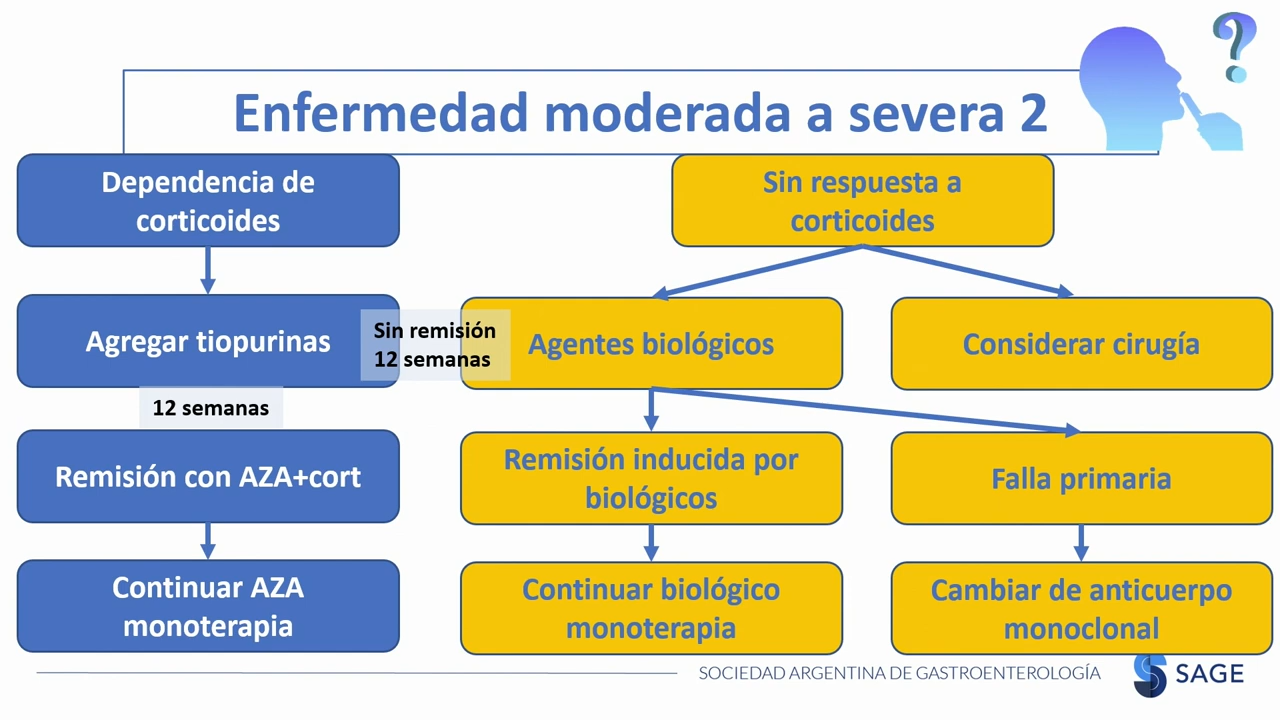 Enfermedad moderada a severa 2
Dependencia de
corticoides
Sin respuesta a
corticoides
Agregar tiopurinas
Sin remisión
12 semanas
Agentes biológicos
Considerar cirugía
12 semanas
Remisión con AZA+cort
Remisión inducida por
biológicos
Falla primaria
Continuar AZA
monoterapia
Continuar biológico
monoterapia
Cambiar de anticuerpo
monoclonal
SOCIEDAD ARGENTINA DE GASTROENTEROLOGÍA
SAGE